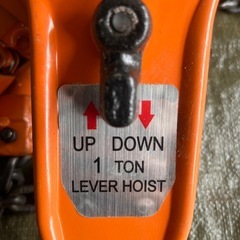 UP DOWN
1 TON
LEVER HOIST